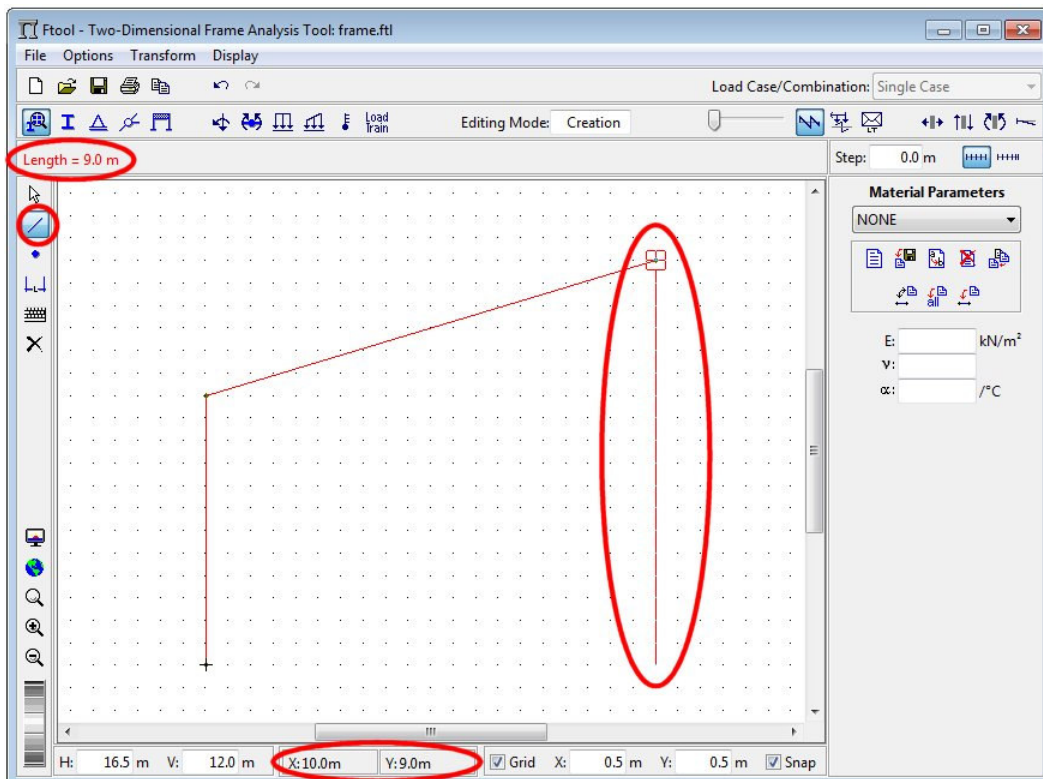 Ftool - Two-Dimensional Frame Analysis Tool: frame.ftl
File Options Transform Display
Load Case/Combination: Single Case
Load Train
Editing Mode: Creation
LT
Length = 9.0 m
Step: 0.0 m
Material Parameters
NONE
all
E: kN/m²
ν:
α: /°C
L
H: 16.5 m V: 12.0 m X: 10.0m Y: 9.0m Grid X: 0.5 m Y: 0.5 m Snap